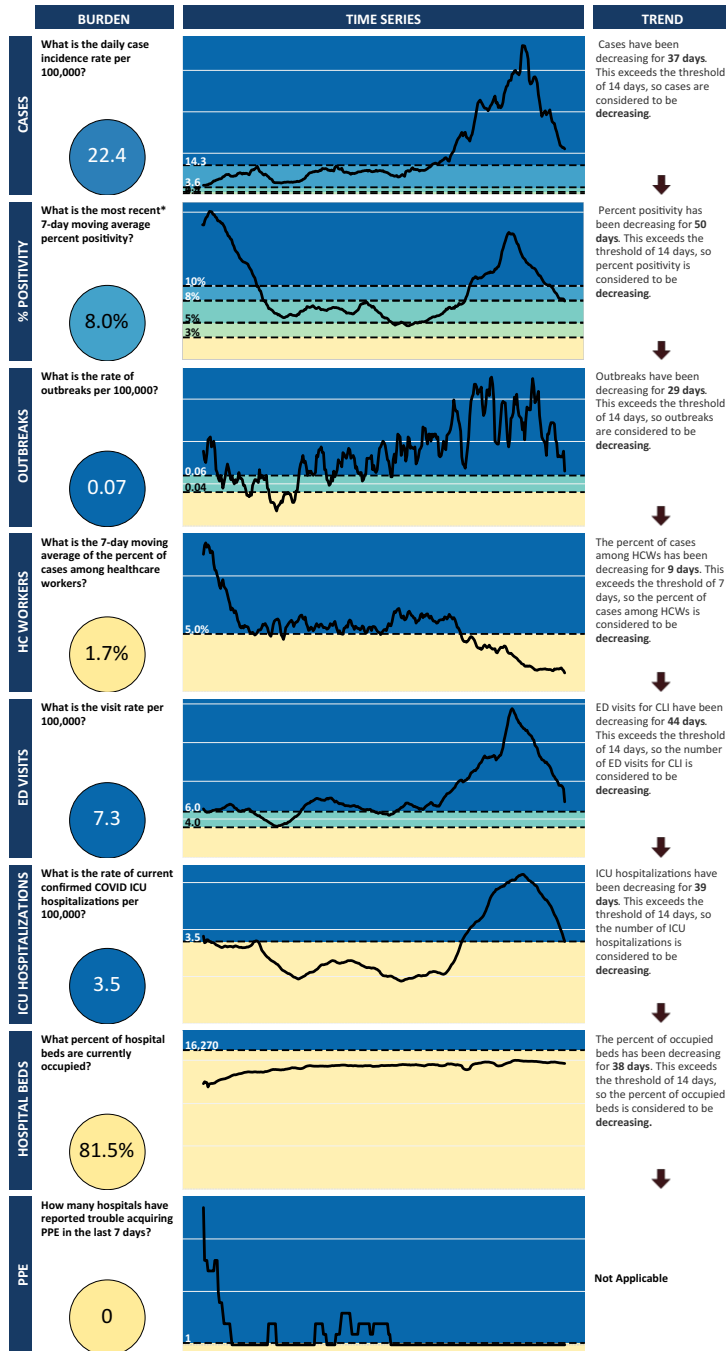 BURDEN
TIME SERIES
TREND
CASES
What is the daily case
incidence rate per
100,000?
22.4
14.3
3.6
Cases have been
decreasing for 37 days.
This exceeds the threshold
of 14 days, so cases are
considered to be
decreasing.
% POSITIVITY
What is the most recent*
7-day moving average
percent positivity?
8.0%
10%
8%
5%
3%
Percent positivity has
been decreasing for 50
days. This exceeds the
threshold of 14 days, so
percent positivity is
considered to be
decreasing.
OUTBREAKS
What is the rate of
outbreaks per 100,000?
0.07
0.06
0.04
Outbreaks have been
decreasing for 29 days.
This exceeds the threshold
of 14 days, so outbreaks
are considered to be
decreasing.
HC WORKERS
What is the 7-day moving
average of the percent of
cases among healthcare
workers?
1.7%
5.0%
The percent of cases
among HCWs has been
decreasing for 9 days. This
exceeds the threshold of 7
days, so the percent of
cases among HCWs is
considered to be
decreasing.
ED VISITS
What is the visit rate per
100,000?
7.3
6.0
4.0
ED visits for CLI have been
decreasing for 44 days.
This exceeds the threshold
of 14 days, so the number
of ED visits for CLI is
considered to be
decreasing.
ICU HOSPITALIZATIONS
What is the rate of current
confirmed COVID ICU
hospitalizations per
100,000?
3.5
3.5
ICU hospitalizations have
been decreasing for 39
days. This exceeds the
threshold of 14 days, so
the number of ICU
hospitalizations is
considered to be
decreasing.
HOSPITAL BEDS
What percent of hospital
beds are currently
occupied?
81.5%
16,270
The percent of occupied
beds has been decreasing
for 38 days. This exceeds
the threshold of 14 days,
so the percent of occupied
beds is considered to be
decreasing.
PPE
How many hospitals have
reported trouble acquiring
PPE in the last 7 days?
0
1
Not Applicable